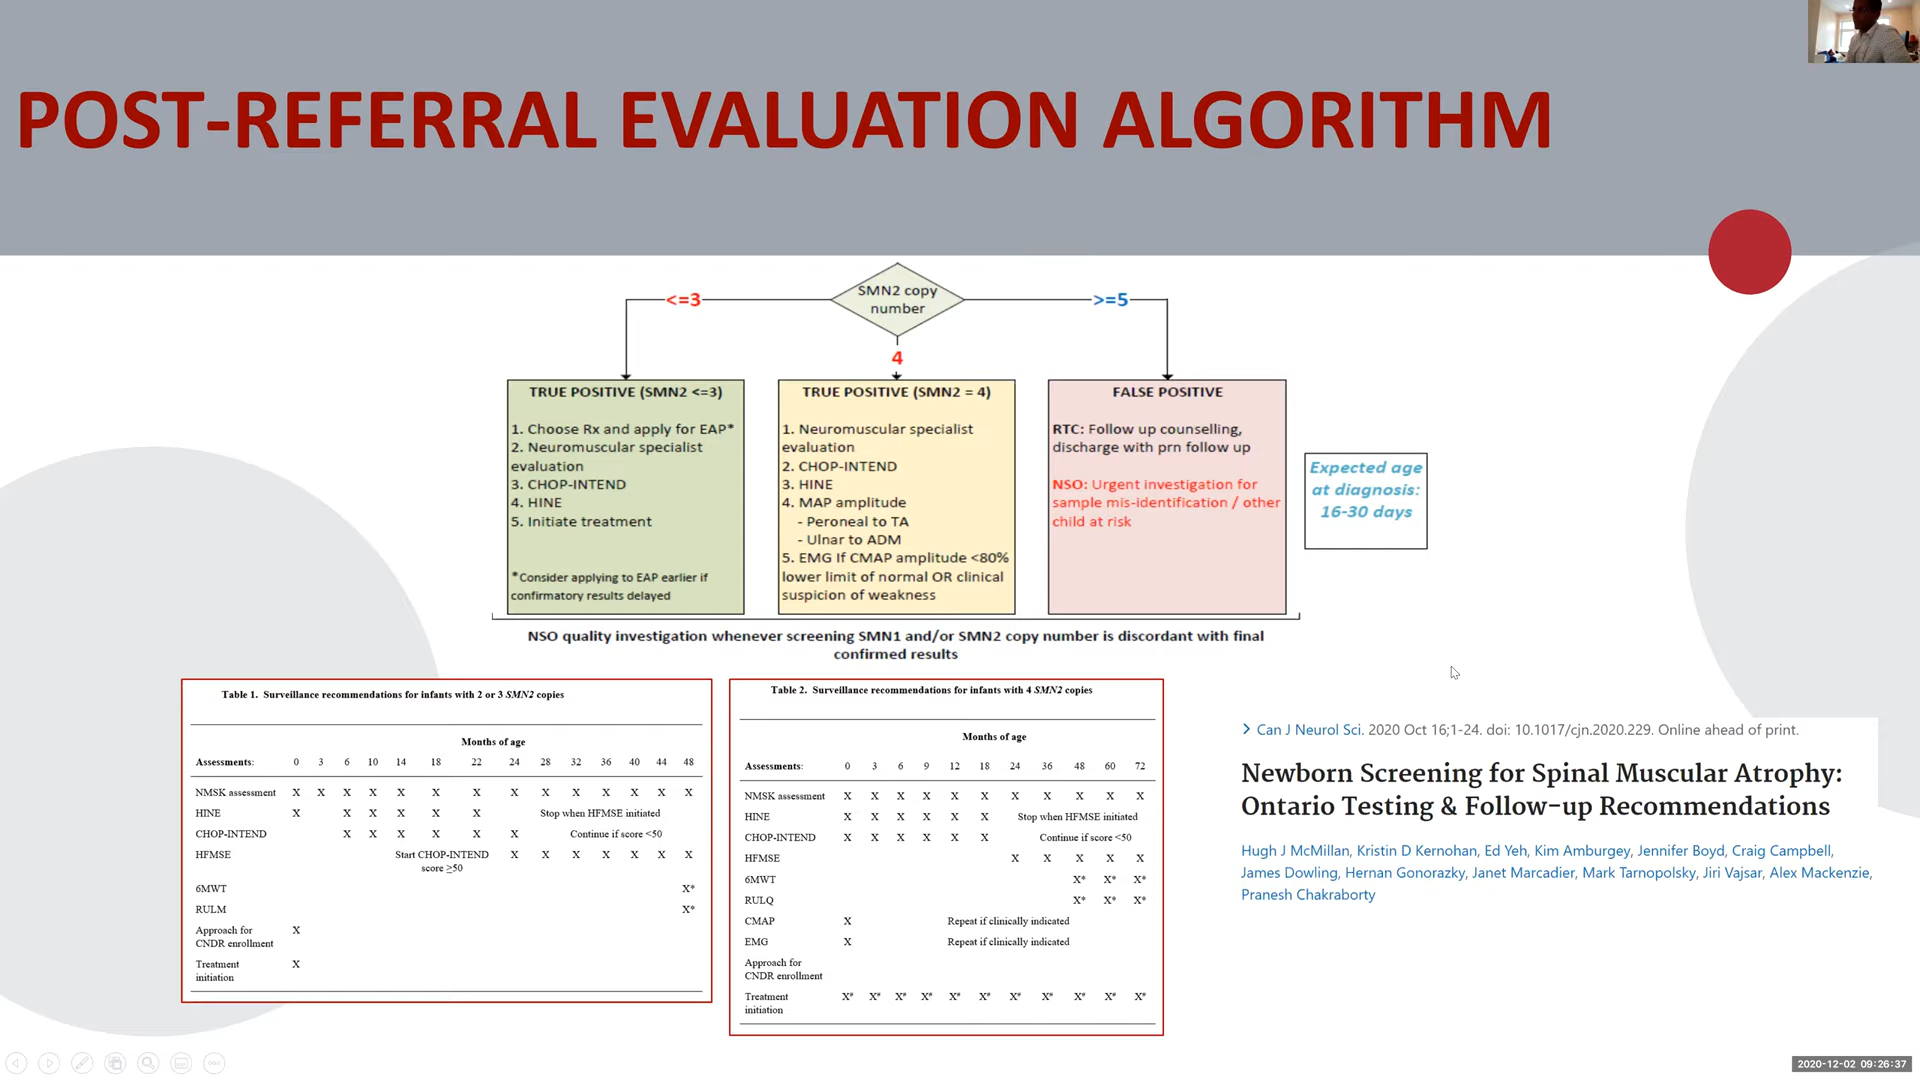 POST-REFERRAL EVALUATION ALGORITHM
SMN2 copy
number
<=3
>=5
4
TRUE POSITIVE (SMN2 <=3)
1. Choose Rx and apply for EAP*
2. Neuromuscular specialist
evaluation
3. CHOP-INTEND
4. HINE
5. Initiate treatment
*Consider applying to EAP earlier if
confirmatory results delayed
TRUE POSITIVE (SMN2 = 4)
1. Neuromuscular specialist
evaluation
2. CHOP-INTEND
3. HINE
4. MAP amplitude
- Peroneal to TA
- Ulnar to ADM
5. EMG If CMAP amplitude <80%
lower limit of normal OR clinical
suspicion of weakness
FALSE POSITIVE
RTC: Follow up counselling,
discharge with prn follow up
NSO: Urgent investigation for
sample mis-identification / other
child at risk
Expected age
at diagnosis:
16-30 days
NSO quality investigation whenever screening SMN1 and/or SMN2 copy number is discordant with final
confirmed results
Table 1. Surveillance recommendations for infants with 2 or 3 SMN2 copies
Months of age
Assessments: 0 3 6 10 14 18 22 24 28 32 36 40 44 48
NMSK assessment X X X X X X X X X X X X X X
HINE X X X X X X Stop when HFMSE initiated
CHOP-INTEND X X X X X X Continue if score <50
HFMSE Start CHOP-INTEND X X X X X X X
score ≥50
6MWT X*
RULM X*
Approach for X
CNDR enrollment
Treatment X
initiation
Table 2. Surveillance recommendations for infants with 4 SMN2 copies
Months of age
Assessments: 0 3 6 9 12 18 24 36 48 60 72
NMSK assessment X X X X X X X X X X X
HINE X X X X X X Stop when HFMSE initiated
CHOP-INTEND X X X X X X Continue if score <50
HFMSE X X X X X
6MWT X* X* X*
RULQ X* X* X*
CMAP X Repeat if clinically indicated
EMG X Repeat if clinically indicated
Approach for
CNDR enrollment
Treatment X* X* X* X* X* X* X* X* X* X* X*
initiation
> Can J Neurol Sci. 2020 Oct 16;1-24. doi: 10.1017/cjn.2020.229. Online ahead of print.
Newborn Screening for Spinal Muscular Atrophy:
Ontario Testing & Follow-up Recommendations
Hugh J McMillan, Kristin D Kernohan, Ed Yeh, Kim Amburgey, Jennifer Boyd, Craig Campbell,
James Dowling, Hernan Gonorazky, Janet Marcadier, Mark Tarnopolsky, Jiri Vajsar, Alex Mackenzie,
Pranesh Chakraborty
2020-12-02 09:26:37